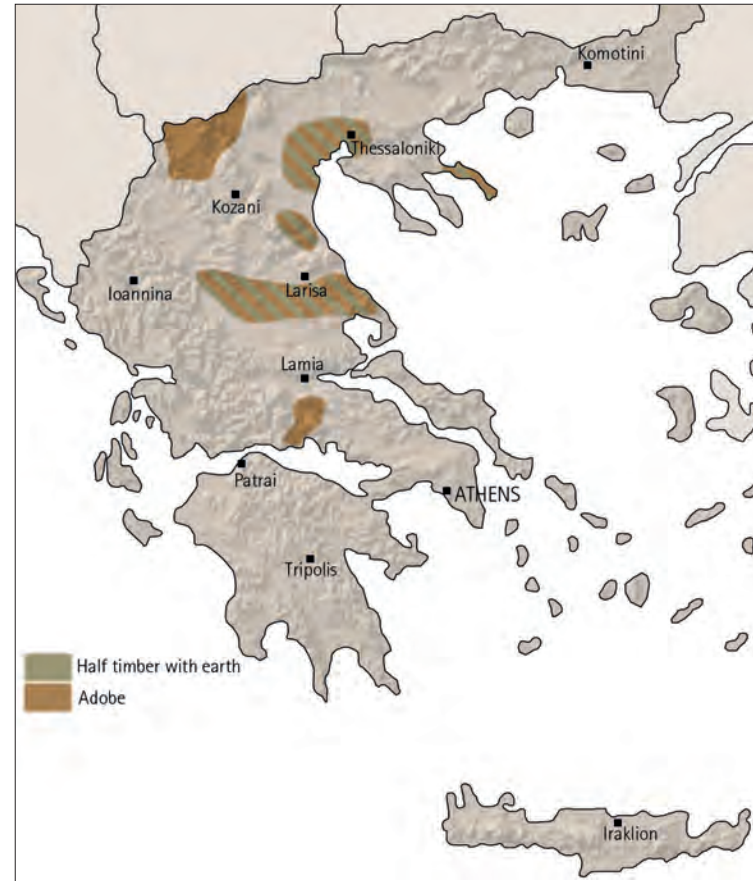 Komotini
Thessaloniki
Kozani
Ioannina
Larisa
Lamia
Patrai
ATHENS
Tripolis
Half timber with earth
Adobe
Iraklion